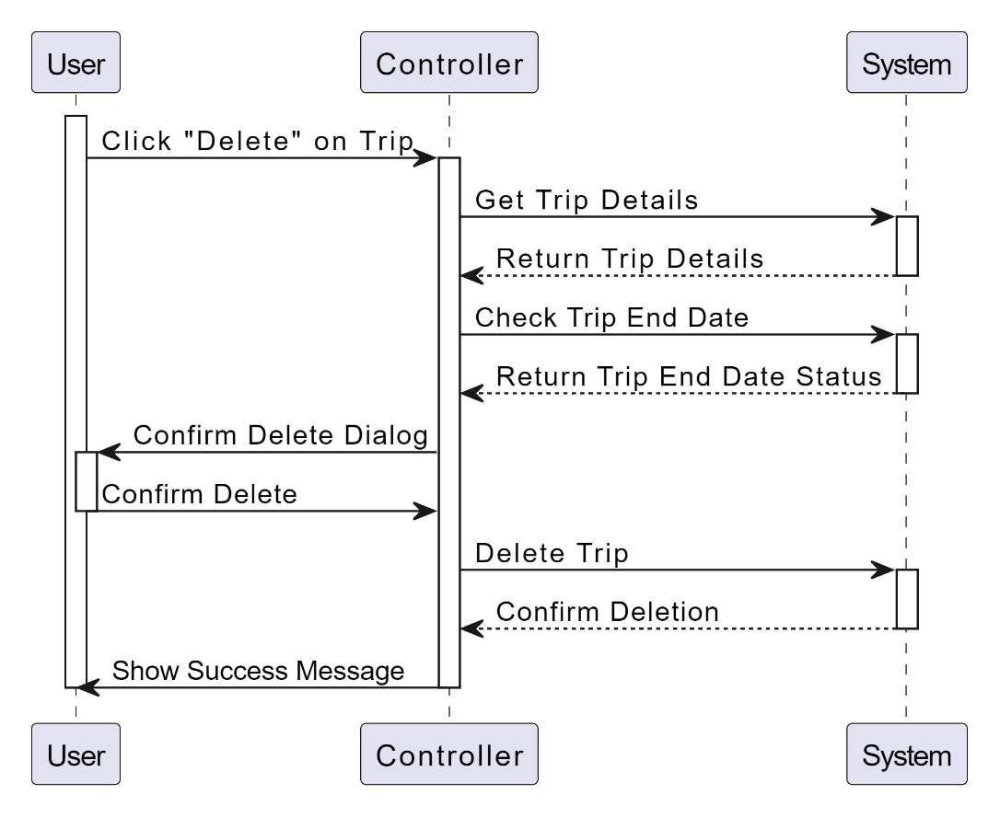 User
Controller
System
Click "Delete" on Trip
Get Trip Details
Return Trip Details
Check Trip End Date
Return Trip End Date Status
Confirm Delete Dialog
Confirm Delete
Delete Trip
Confirm Deletion
Show Success Message
User
Controller
System